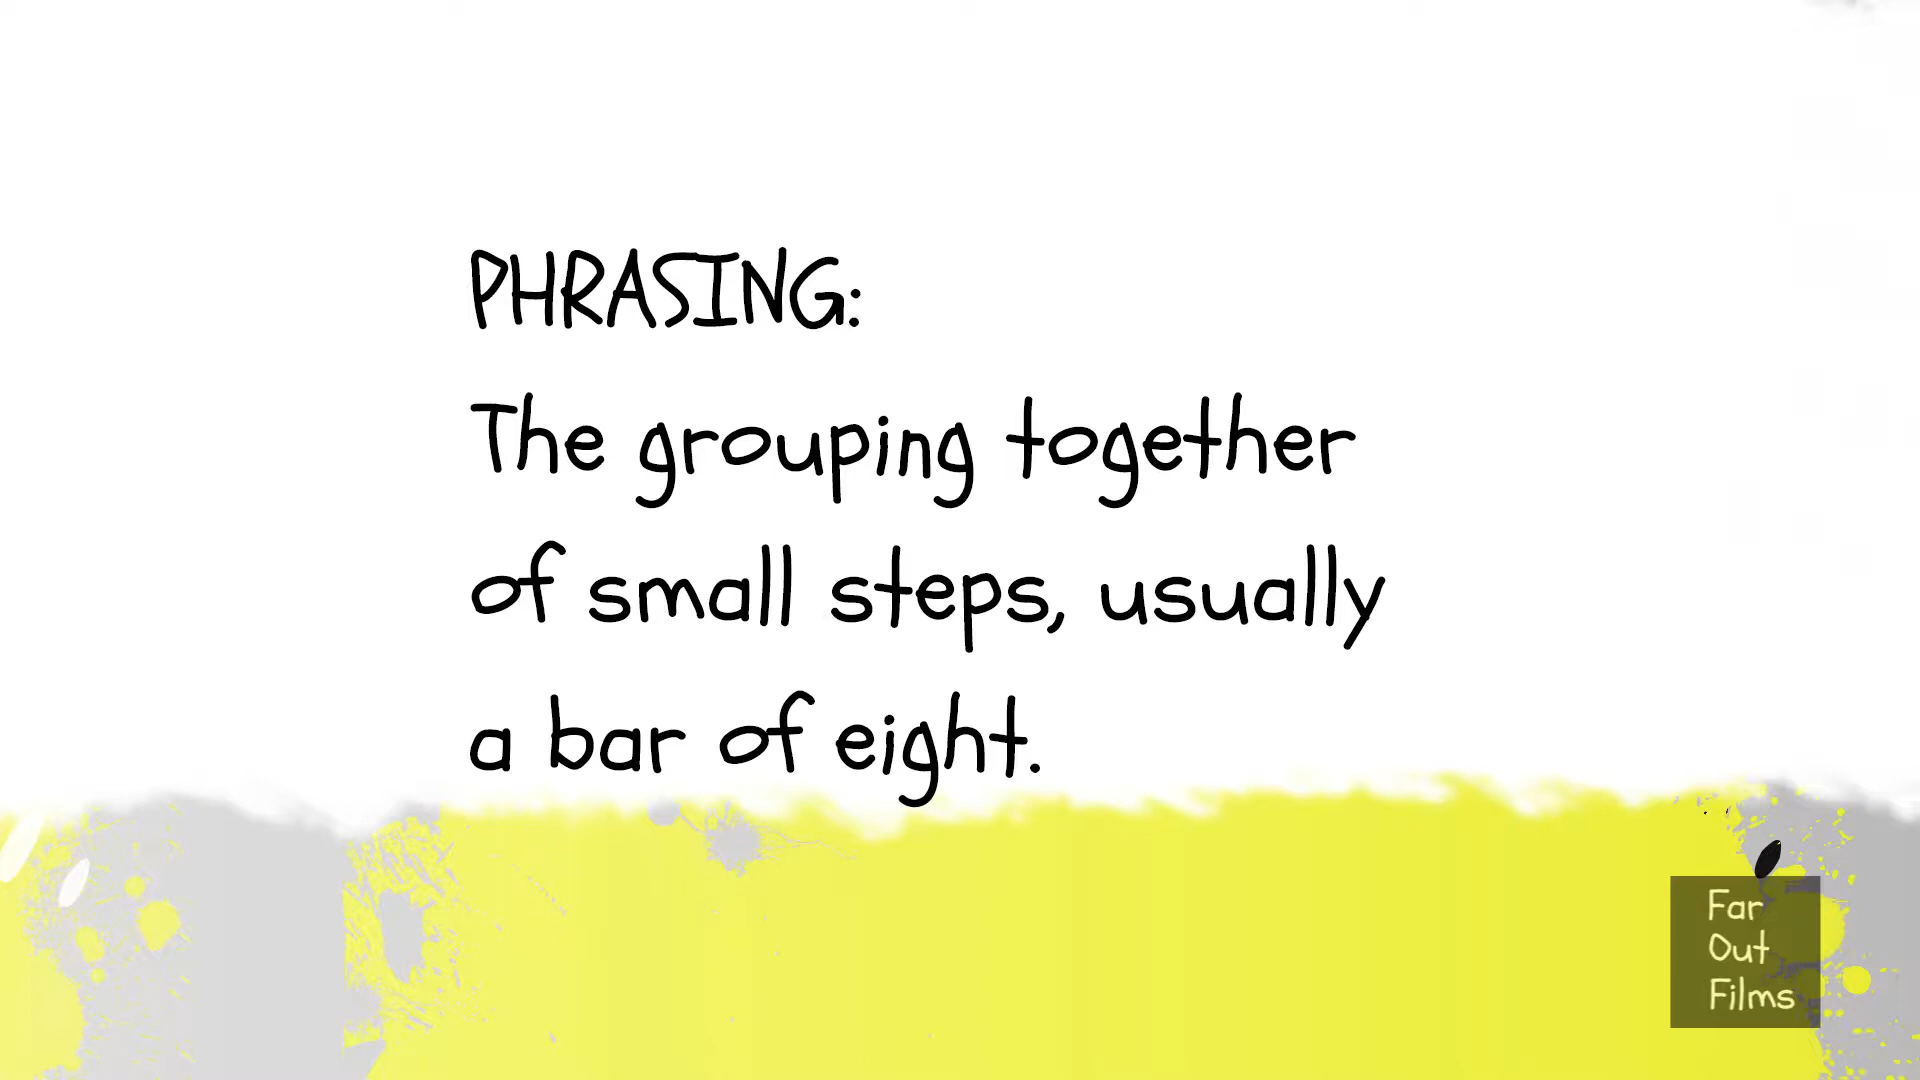 PHRASING:
The grouping together
of small steps, usually
a bar of eight.
Far
Out
Films